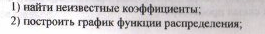 1) найти неизвестные коэффициенты;
2) построить график функции распределения;